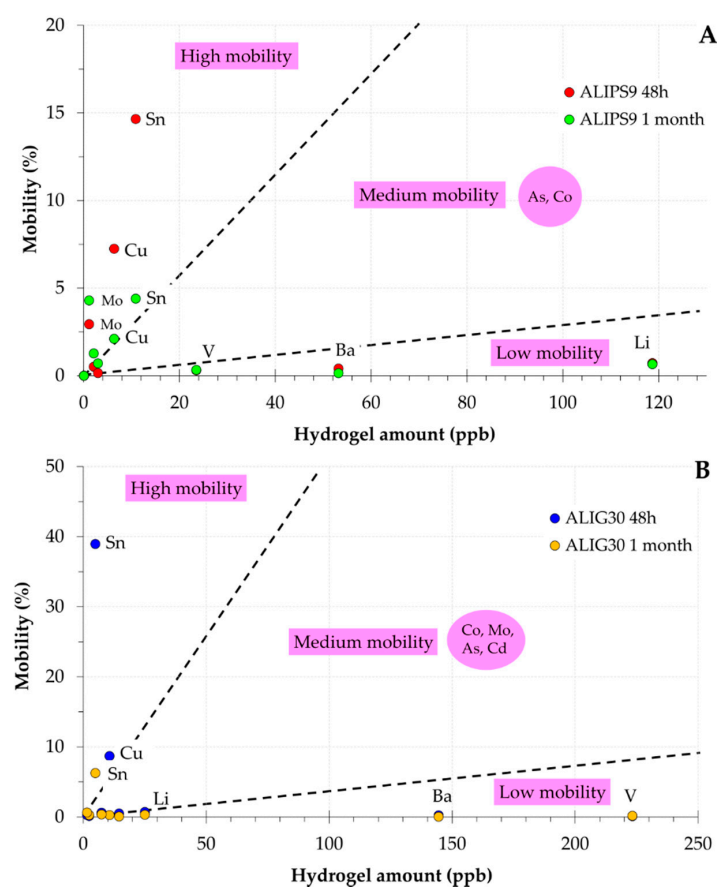 20
High mobility
A
15
Sn
ALIPS9 48h
ALIPS9 1 month
Mobility (%)
10
Medium mobility
As, Co
Cu
5
Mo
Sn
Mo
Cu
V
Ba
Low mobility
Li
0
0 20 40 60 80 100 120
Hydrogel amount (ppb)
50
High mobility
B
40
Sn
ALIG30 48h
ALIG30 1 month
Mobility (%)
30
Medium mobility
Co, Mo,
As, Cd
20
10
Cu
Sn
Li
Ba
Low mobility
V
0
0 50 100 150 200 250
Hydrogel amount (ppb)